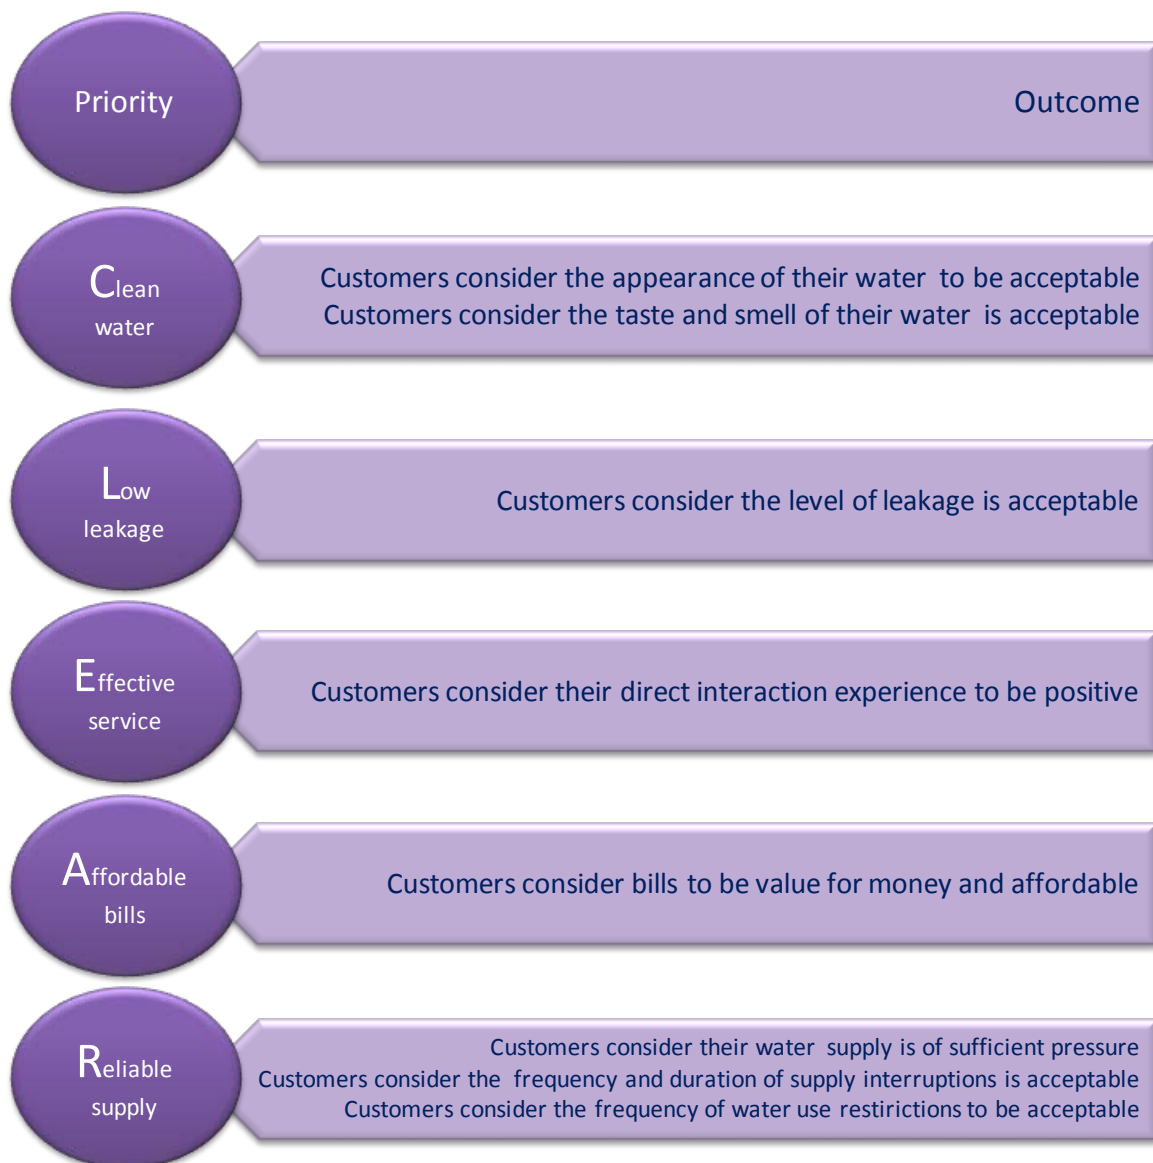 Priority
Outcome
Clean
water
Customers consider the appearance of their water to be acceptable
Customers consider the taste and smell of their water is acceptable
Low
leakage
Customers consider the level of leakage is acceptable
Effective
service
Customers consider their direct interaction experience to be positive
Affordable
bills
Customers consider bills to be value for money and affordable
Reliable
supply
Customers consider their water supply is of sufficient pressure
Customers consider the frequency and duration of supply interruptions is acceptable
Customers consider the frequency of water use restirictions to be acceptable